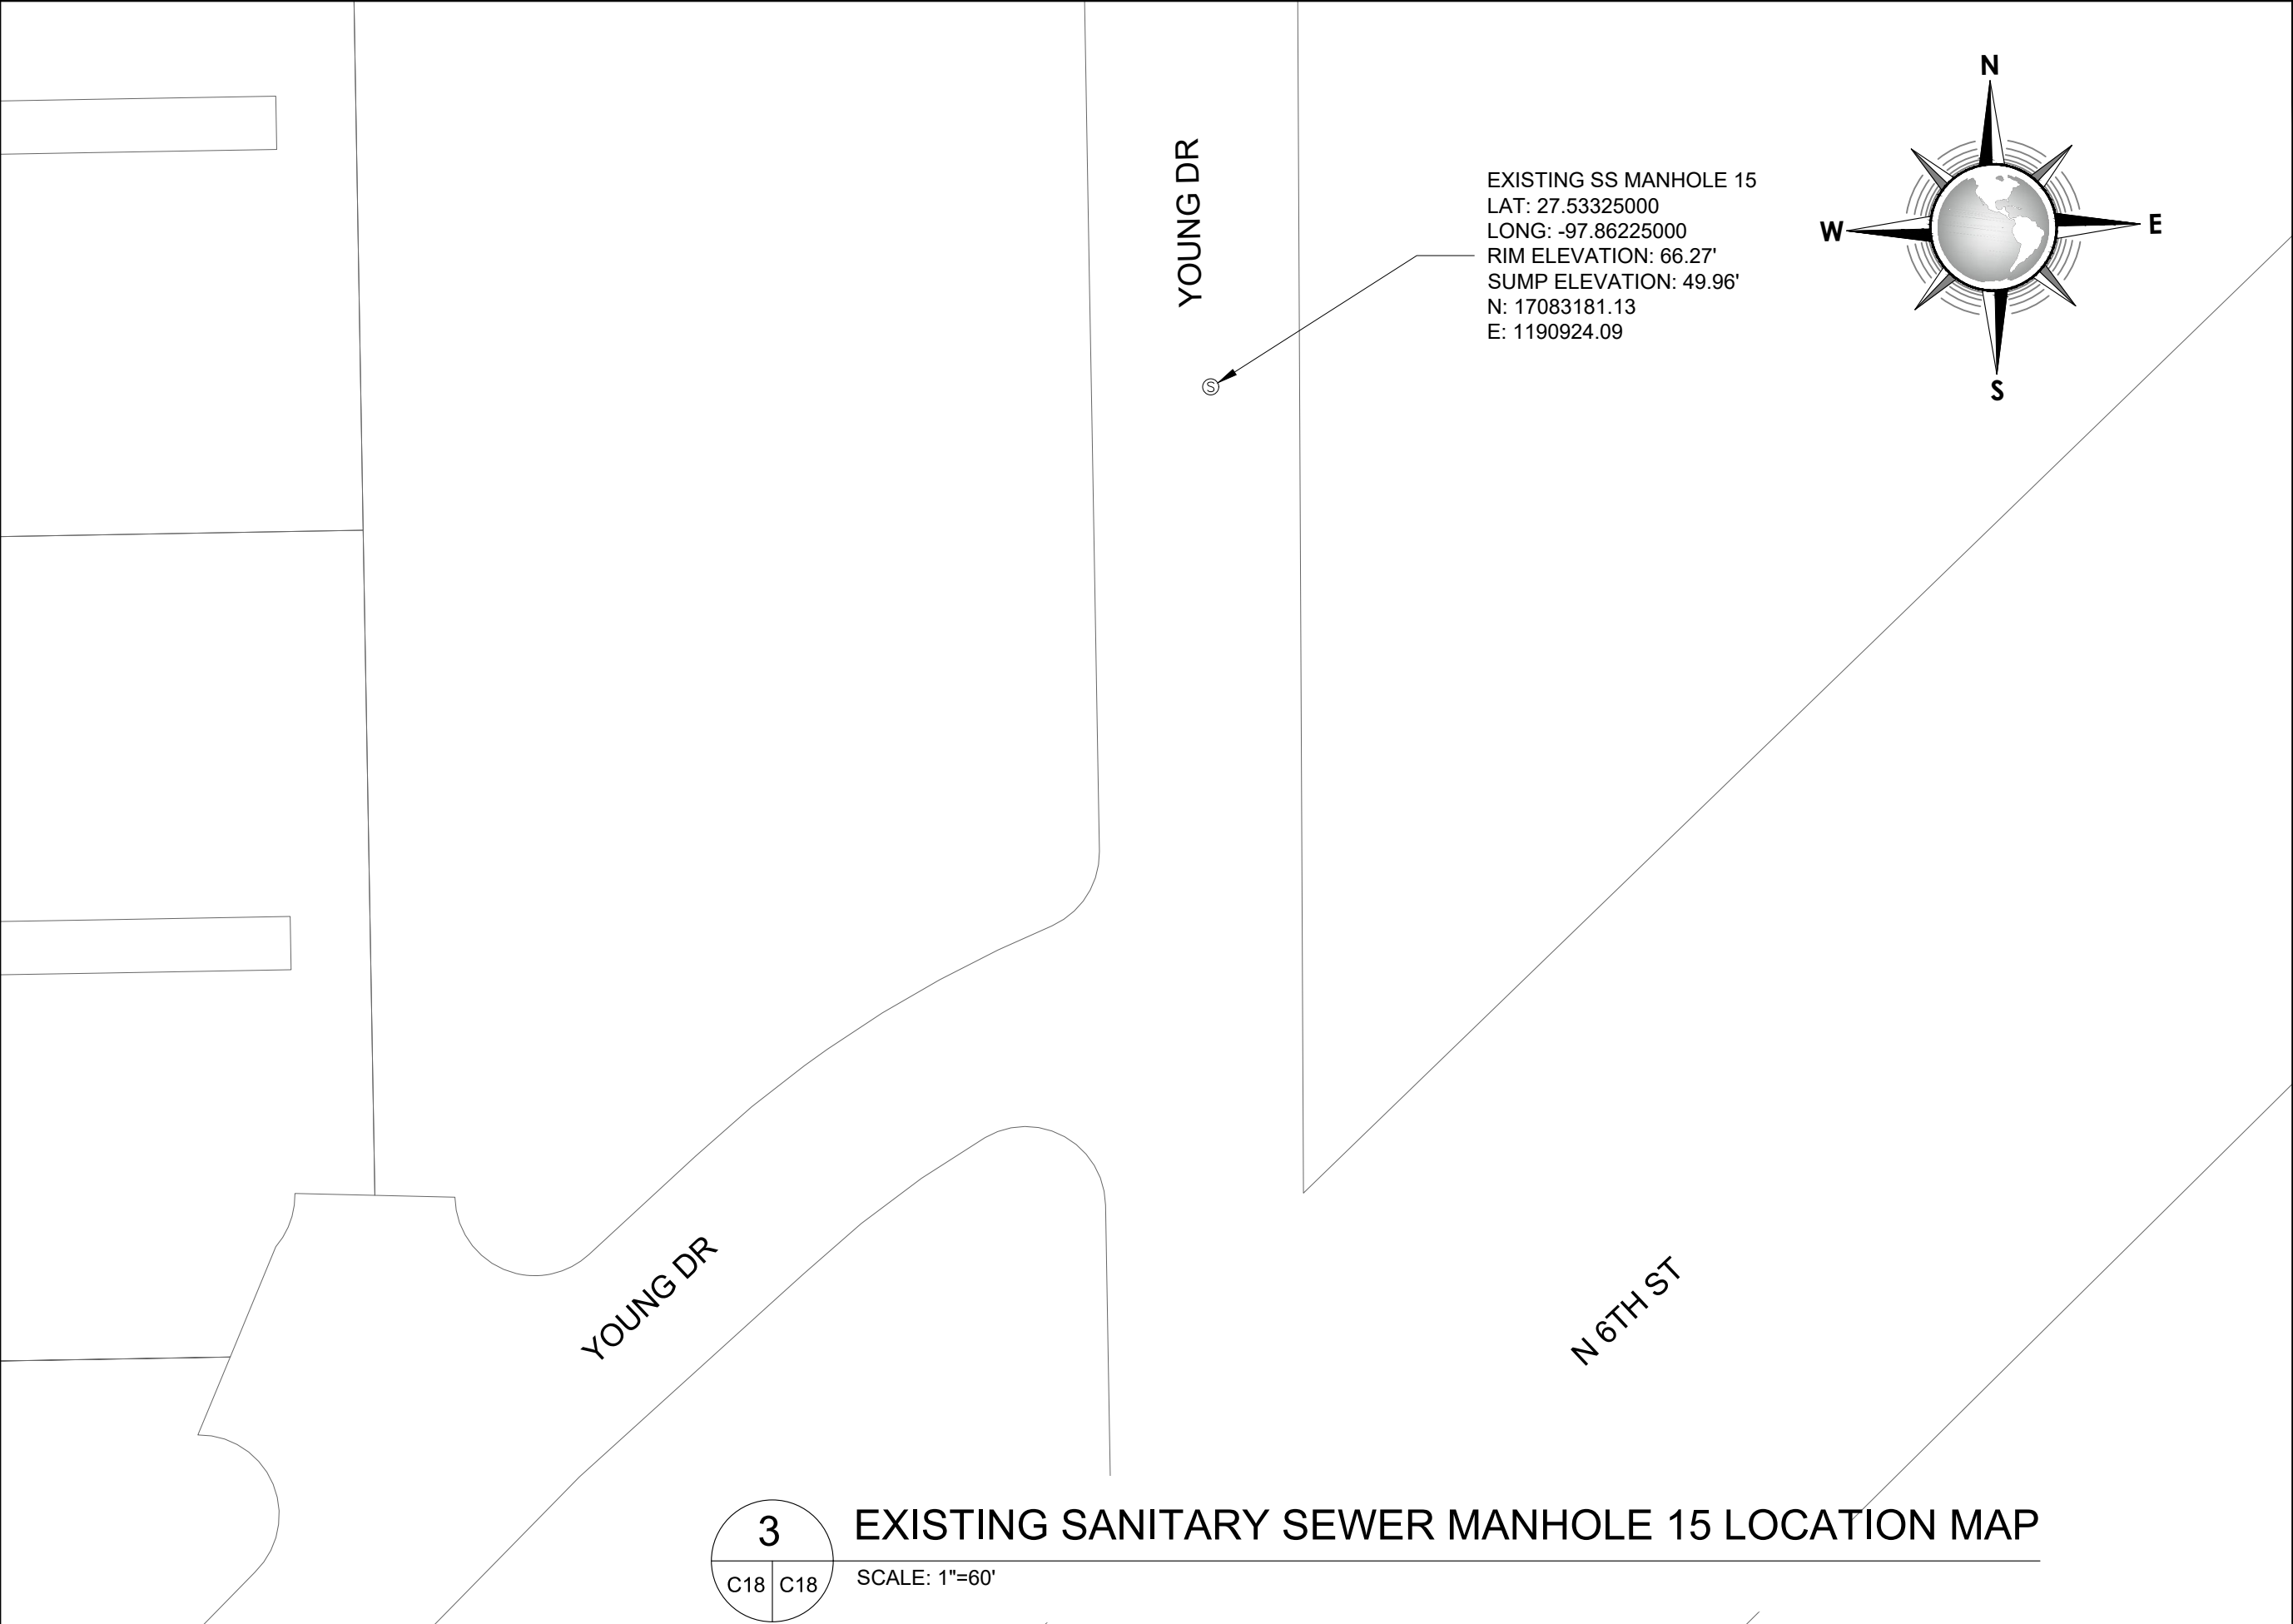 N
W
E
S
YOUNG DR
EXISTING SS MANHOLE 15
LAT: 27.53325000
LONG: -97.86225000
RIM ELEVATION: 66.27'
SUMP ELEVATION: 49.96'
N: 17083181.13
E: 1190924.09
S
YOUNG DR
N 6TH ST
3
C18 C18
EXISTING SANITARY SEWER MANHOLE 15 LOCATION MAP
SCALE: 1"=60'